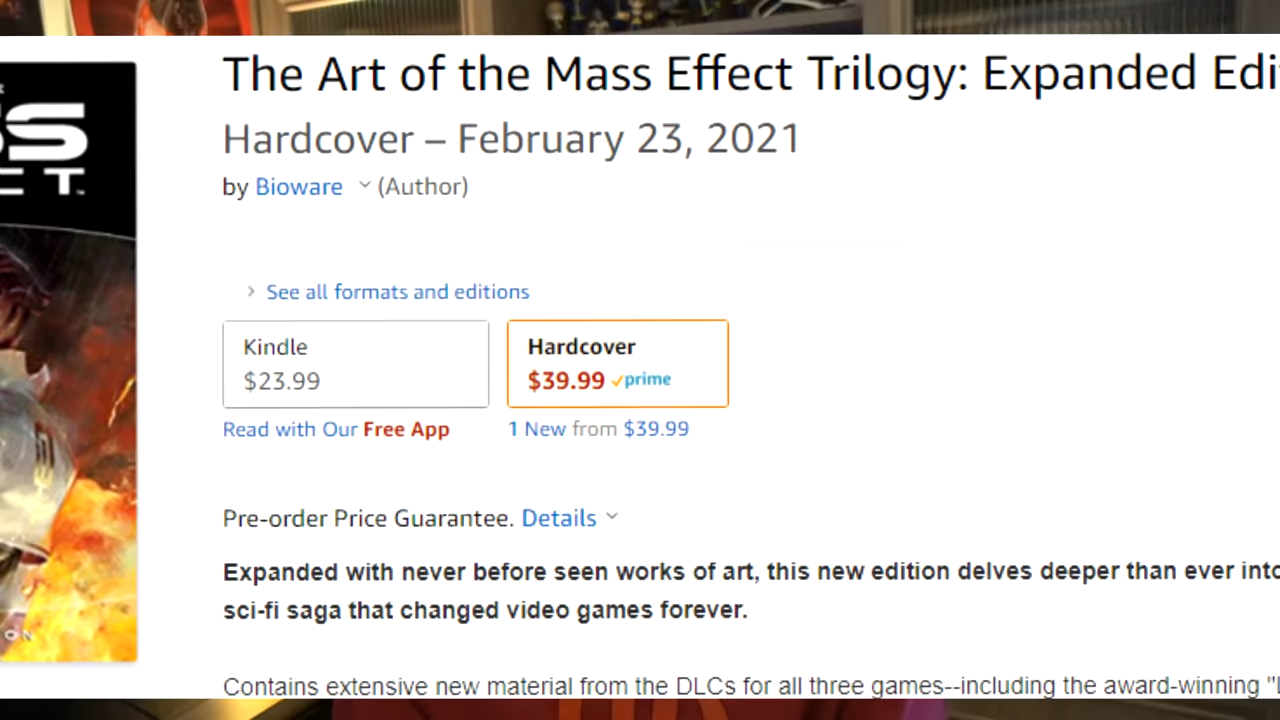 The Art of the Mass Effect Trilogy: Expanded Edi
Hardcover – February 23, 2021
by Bioware (Author)
See all formats and editions
Kindle
$23.99
Hardcover
$39.99 prime
Read with Our Free App
1 New from $39.99
Pre-order Price Guarantee. Details
Expanded with never before seen works of art, this new edition delves deeper than ever into
sci-fi saga that changed video games forever.
Contains extensive new material from the DLCs for all three games--including the award-winning "L